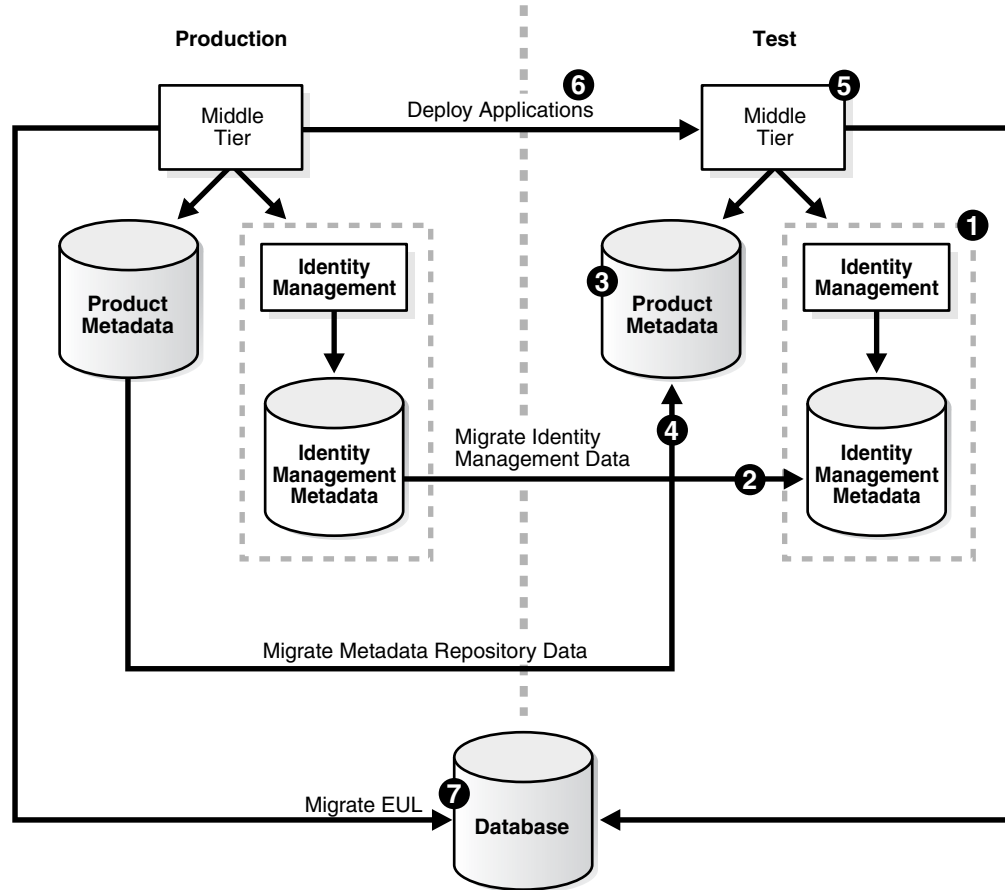 Production
Test
6
5
Middle
Tier
Deploy Applications
Middle
Tier
1
Identity
Management
Product
Metadata
3
Product
Metadata
Identity
Management
Identity
Management
Metadata
Migrate Identity
Management Data
4
2
Identity
Management
Metadata
Migrate Metadata Repository Data
Migrate EUL
7
Database